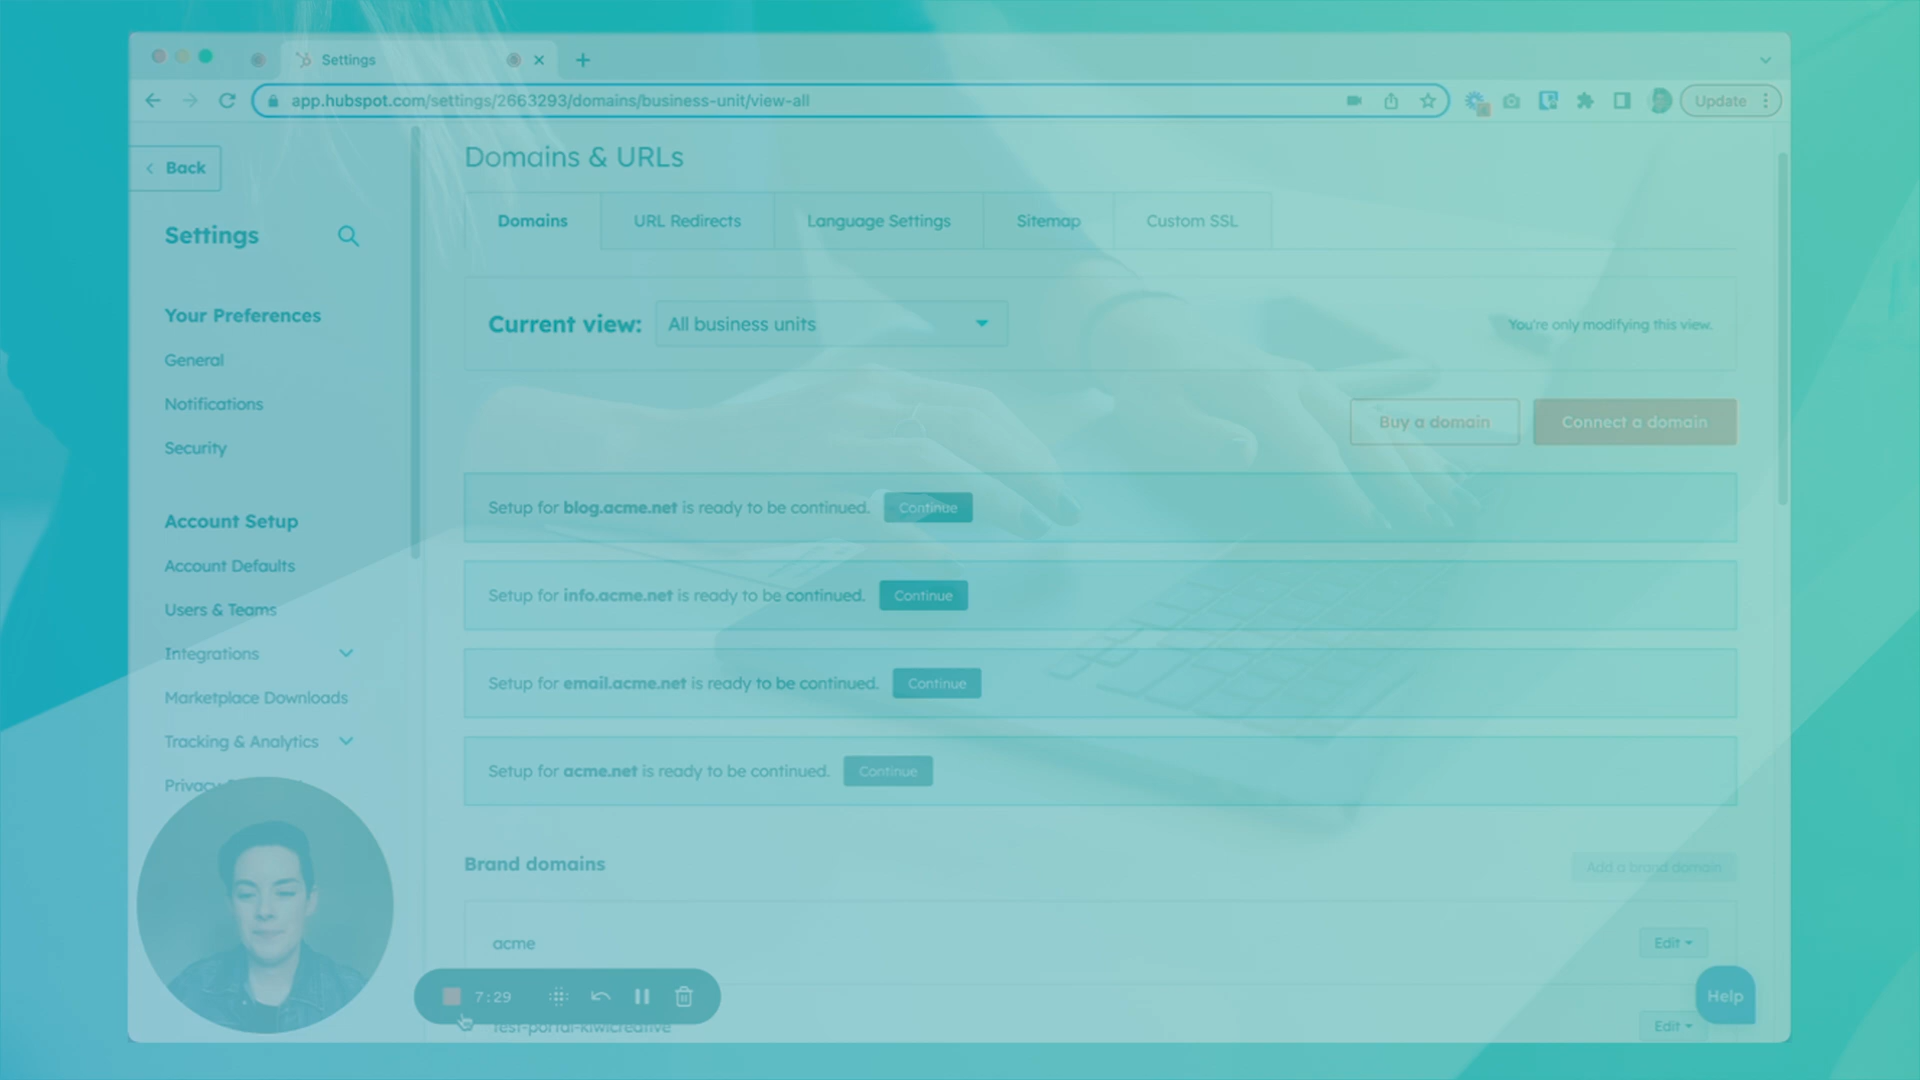 Settings
app.hubspot.com/settings/2663293/domains/business-unit/view-all
Update
Back
Domains & URLs
Domains
URL Redirects
Language Settings
Sitemap
Custom SSL
Settings
Current view:
All business units
You're only modifying this view.
Your Preferences
General
Notifications
Security
Buy a domain
Connect a domain
Setup for blog.acme.net is ready to be continued.
Continue
Account Setup
Account Defaults
Users & Teams
Integrations
Marketplace Downloads
Tracking & Analytics
Privacy
Setup for info.acme.net is ready to be continued.
Continue
Setup for email.acme.net is ready to be continued.
Continue
Setup for acme.net is ready to be continued.
Continue
Brand domains
Add a brand domain
acme
Edit
7:29
test-portal-kiwicreative
Edit
Help